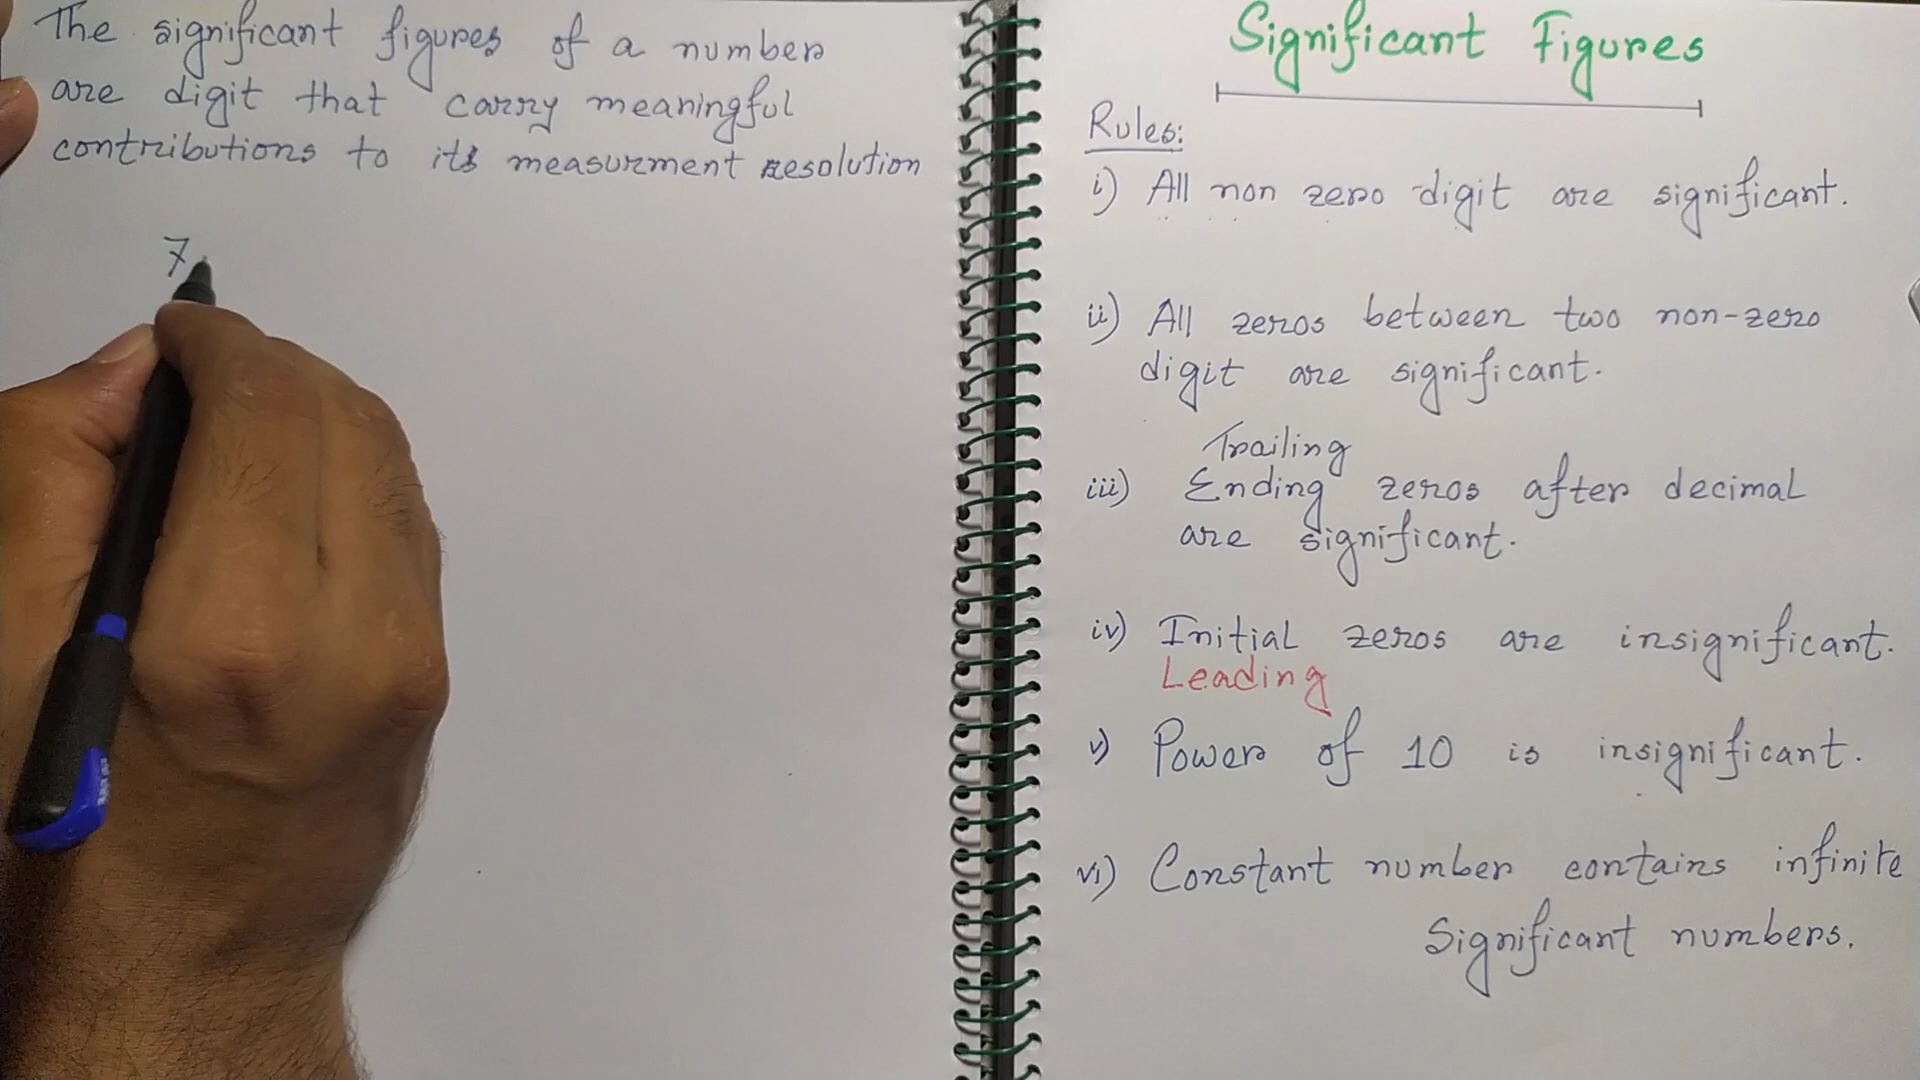 The significant figures of a number
are digit that carry meaningful
contributions to its measurment resolution
7
Significant Figures
Rules:
i) All non zero digit are significant.
ii) All zeros between two non-zero
digit are significant.
Trailing
iii) Ending zeros after decimal
are significant.
iv) Initial zeros are insignificant.
Leading
v) Power of 10 is insignificant.
vi) Constant number contains infinite
Significant numbers.